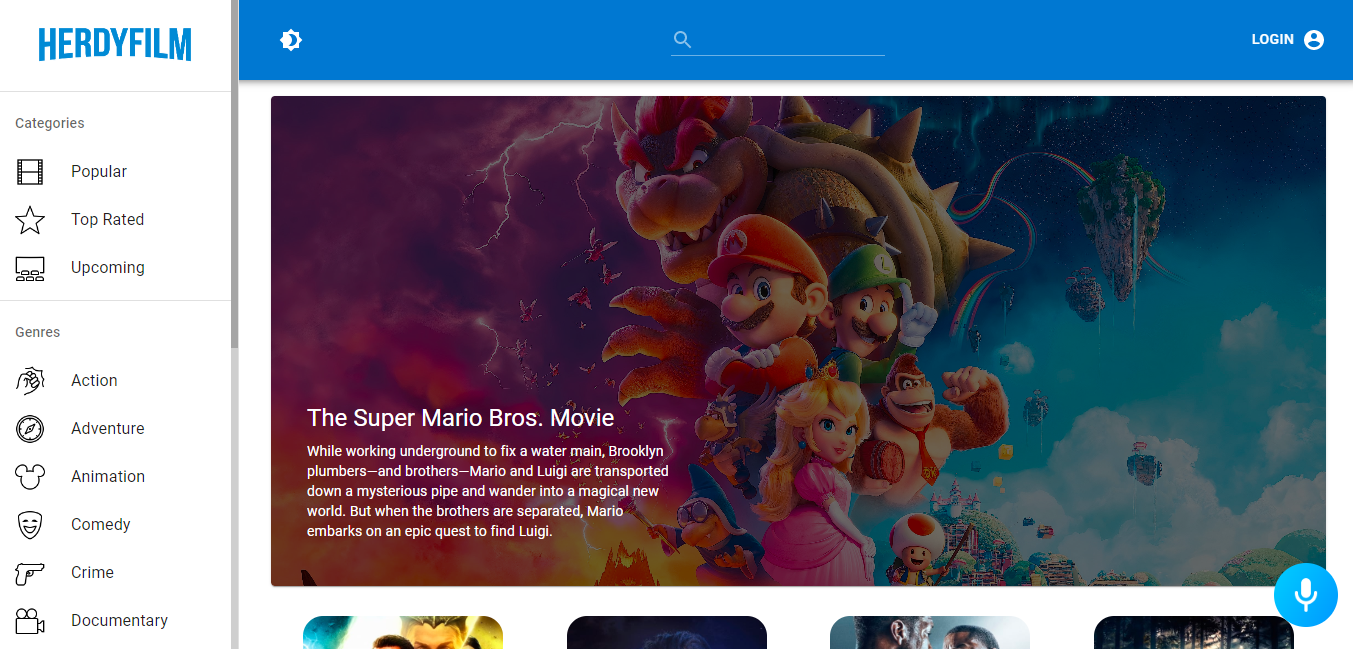 HERDYFILM
LOGIN
Categories
Popular
Top Rated
Upcoming
Genres
Action
Adventure
Animation
Comedy
Crime
Documentary
The Super Mario Bros. Movie
While working underground to fix a water main, Brooklyn
plumbers—and brothers—Mario and Luigi are transported
down a mysterious pipe and wander into a magical new
world. But when the brothers are separated, Mario
embarks on an epic quest to find Luigi.